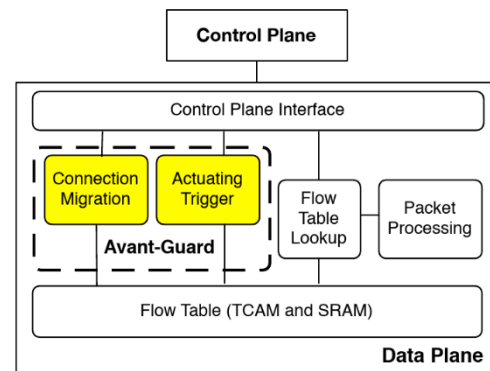 Control Plane
Control Plane Interface
Connection
Migration
Actuating
Trigger
Avant-Guard
Flow
Table
Lookup
Packet
Processing
Flow Table (TCAM and SRAM)
Data Plane